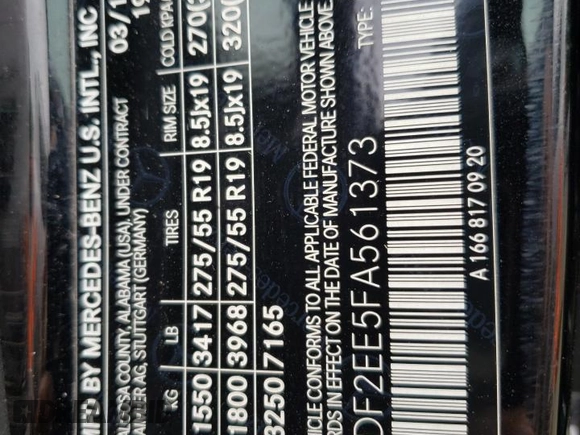 MFD BY MERCEDES-BENZ U.S. INTL., INC 03/1
COUNTY, ALABAMA (USA), UNDER CONTRACT 19
AG, STUTTGART (GERMANY)
KG LB TIRES RIM SIZE COLD KPA
1550 3417 275/55 R19 8.5Jx19 270(
1800 3968 275/55 R19 8.5Jx19 320(
3250 7165
VEHICLE CONFORMS TO ALL APPLICABLE FEDERAL MOTOR VEHICLE
IN EFFECT ON THE DATE OF MANUFACTURE SHOWN ABOVE.
DF2EE5FA561373 TYPE:
A 166 817 09 20